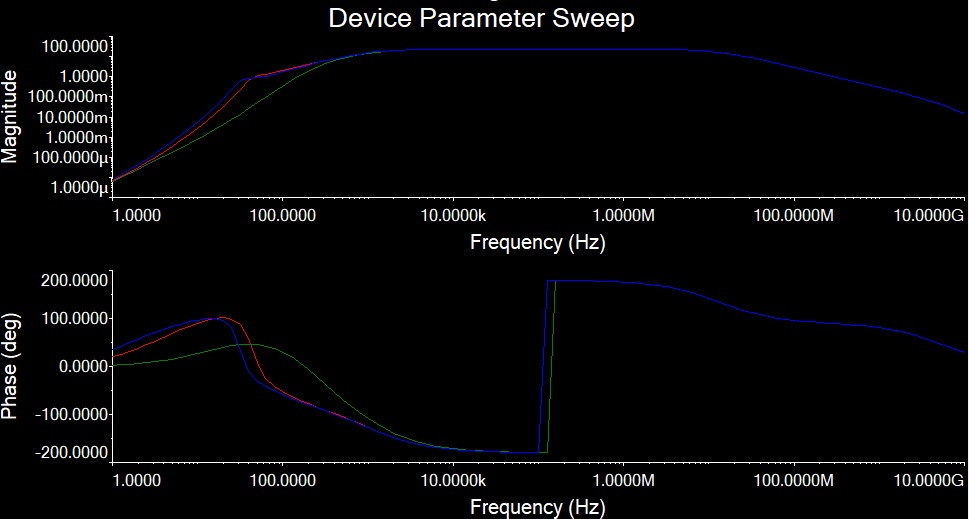 Device Parameter Sweep
Magnitude
100.0000
1.0000
100.0000m
10.0000m
1.0000m
100.0000µ
1.0000µ
1.0000 100.0000 10.0000k 1.0000M 100.0000M 10.0000G
Frequency (Hz)
Phase (deg)
200.0000
100.0000
0.0000
-100.0000
-200.0000
1.0000 100.0000 10.0000k 1.0000M 100.0000M 10.0000G
Frequency (Hz)